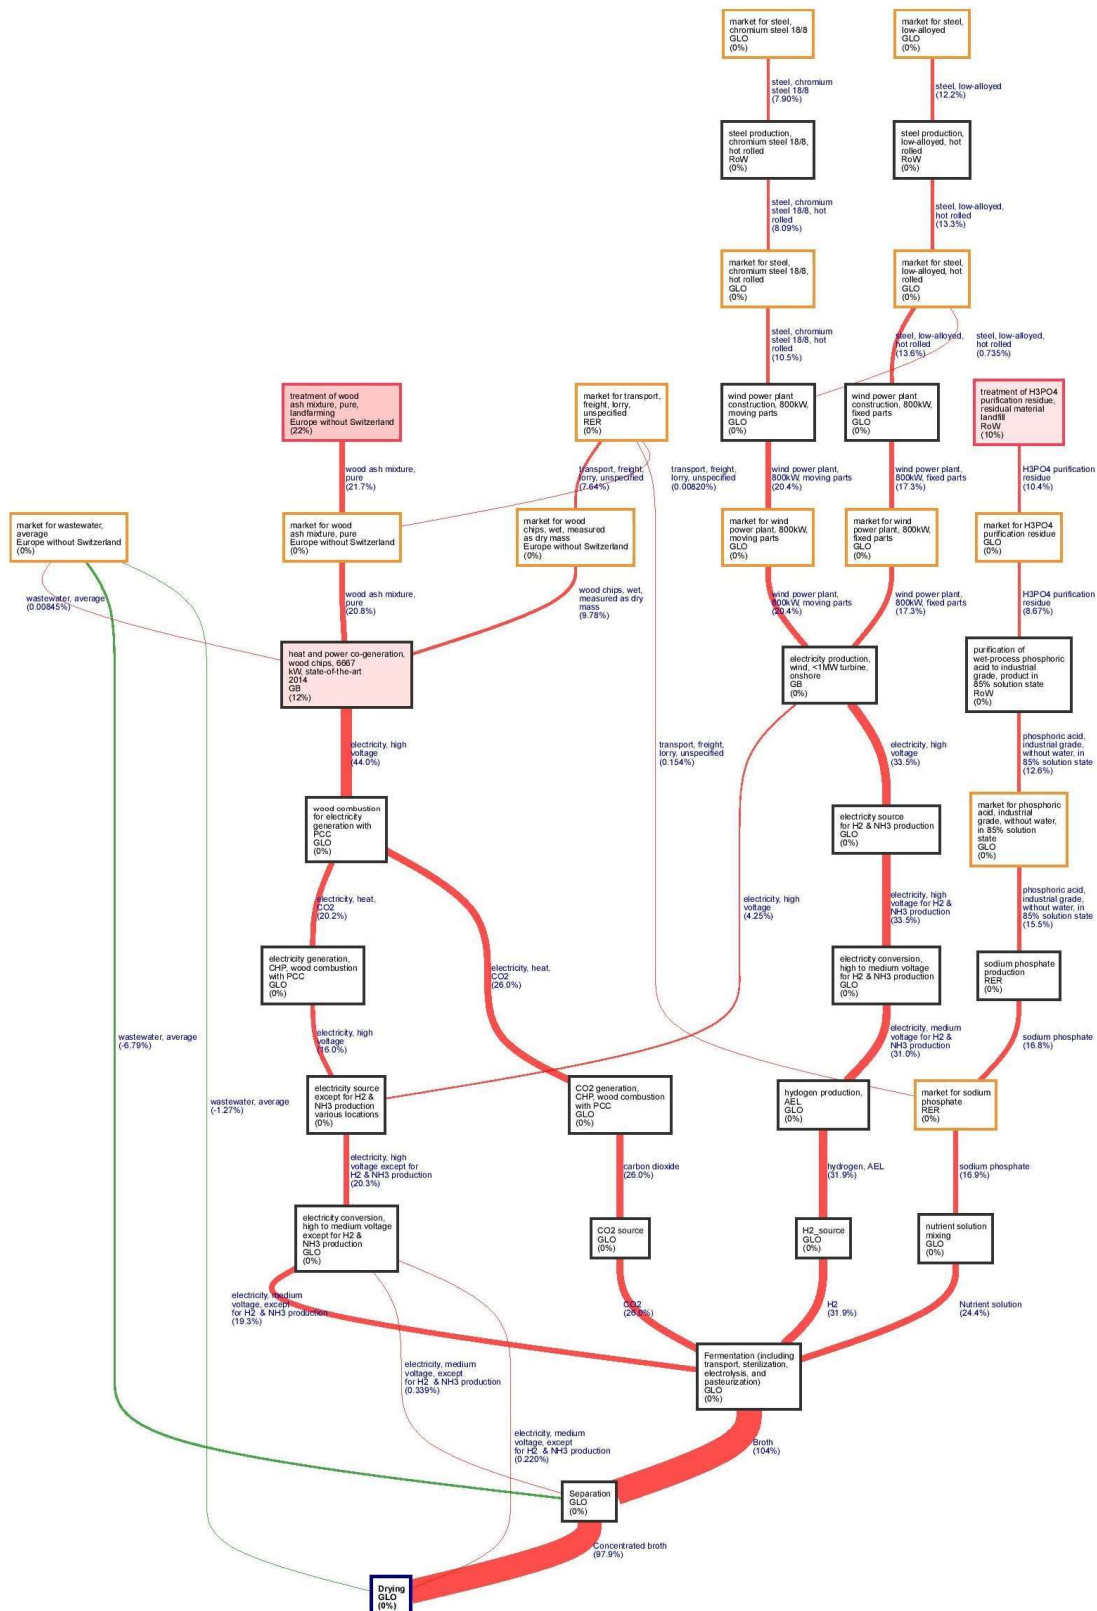 market for steel,
chromium steel 18/8
GLO
(0%)
market for steel,
low-alloyed
GLO
(0%)
steel, chromium
steel 18/8
(7.90%)
steel, low-alloyed
(12.2%)
steel production,
chromium steel 18/8,
hot rolled
RoW
(0%)
steel production,
low-alloyed, hot
rolled
RoW
(0%)
steel, chromium
steel 18/8, hot
rolled
(8.09%)
steel, low-alloyed,
hot rolled
(13.3%)
market for steel,
chromium steel 18/8,
hot rolled
GLO
(0%)
market for steel,
low-alloyed, hot
rolled
GLO
(0%)
steel, chromium
steel 18/8, hot
rolled
(10.5%)
steel, low-alloyed,
hot rolled
(13.6%)
steel, low-alloyed,
hot rolled
(0.735%)
treatment of wood
ash mixture, pure,
landfarming
Europe without Switzerland
(22%)
market for transport,
freight, lorry,
unspecified
RER
(0%)
wind power plant
construction, 800kW,
moving parts
GLO
(0%)
wind power plant
construction, 800kW,
fixed parts
GLO
(0%)
treatment of H3PO4
purification residue,
residual material
landfill
RoW
(10%)
wood ash mixture,
pure
(21.7%)
transport, freight,
lorry, unspecified
(7.64%)
transport, freight,
lorry, unspecified
(0.00820%)
wind power plant,
800kW, moving parts
(20.4%)
wind power plant,
800kW, fixed parts
(17.3%)
H3PO4 purification
residue
(10.4%)
market for wastewater,
average
Europe without Switzerland
(0%)
market for wood
ash mixture, pure
Europe without Switzerland
(0%)
market for wood
chips, wet, measured
as dry mass
Europe without Switzerland
(0%)
market for wind
power plant, 800kW,
moving parts
GLO
(0%)
market for wind
power plant, 800kW,
fixed parts
GLO
(0%)
market for H3PO4
purification residue
GLO
(0%)
wastewater, average
(0.00845%)
wood ash mixture,
pure
(20.8%)
wood chips, wet,
measured as dry
mass
(9.78%)
wind power plant,
800kW, moving parts
(20.4%)
wind power plant,
800kW, fixed parts
(17.3%)
H3PO4 purification
residue
(8.67%)
heat and power co-generation,
wood chips, 6667
kW, state-of-the-art
2014
GB
(12%)
electricity production,
wind, <1MW turbine,
onshore
GB
(0%)
purification of
wet-process phosphoric
acid to industrial
grade, product in
85% solution state
RoW
(0%)
electricity, high
voltage
(44.0%)
transport, freight,
lorry, unspecified
(0.154%)
electricity, high
voltage
(33.5%)
phosphoric acid,
industrial grade,
without water, in
85% solution state
(12.6%)
wood combustion
for electricity
generation with
PCC
GLO
(0%)
electricity source
for H2 & NH3 production
GLO
(0%)
market for phosphoric
acid, industrial
grade, without water,
in 85% solution
state
GLO
(0%)
electricity, heat,
CO2
(20.2%)
electricity, high
voltage
(4.25%)
electricity, high
voltage for H2 &
NH3 production
(33.5%)
phosphoric acid,
industrial grade,
without water, in
85% solution state
(15.5%)
electricity generation,
CHP, wood combustion
with PCC
GLO
(0%)
electricity, heat,
CO2
(26.0%)
electricity conversion,
high to medium voltage
for H2 & NH3 production
GLO
(0%)
sodium phosphate
production
RER
(0%)
wastewater, average
(-6.79%)
electricity, high
voltage
(16.0%)
electricity, medium
voltage for H2 &
NH3 production
(31.0%)
sodium phosphate
(16.8%)
wastewater, average
(-1.27%)
electricity source
except for H2 &
NH3 production
various locations
(0%)
CO2 generation,
CHP, wood combustion
with PCC
GLO
(0%)
hydrogen production,
AEL
GLO
(0%)
market for sodium
phosphate
RER
(0%)
electricity, high
voltage except for
H2 & NH3 production
(20.3%)
carbon dioxide
(26.0%)
hydrogen, AEL
(31.9%)
sodium phosphate
(16.9%)
electricity conversion,
high to medium voltage
except for H2 &
NH3 production
GLO
(0%)
CO2 source
GLO
(0%)
H2_source
GLO
(0%)
nutrient solution
mixing
GLO
(0%)
electricity, medium
voltage, except
for H2 & NH3 production
(19.3%)
CO2
(26.0%)
H2
(31.9%)
Nutrient solution
(24.4%)
electricity, medium
voltage, except
for H2 & NH3 production
(0.339%)
Fermentation (including
transport, sterilization,
electrolysis, and
pasteurization)
GLO
(0%)
electricity, medium
voltage, except
for H2 & NH3 production
(0.220%)
Broth
(104%)
Separation
GLO
(0%)
Concentrated broth
(97.9%)
Drying
GLO
(0%)